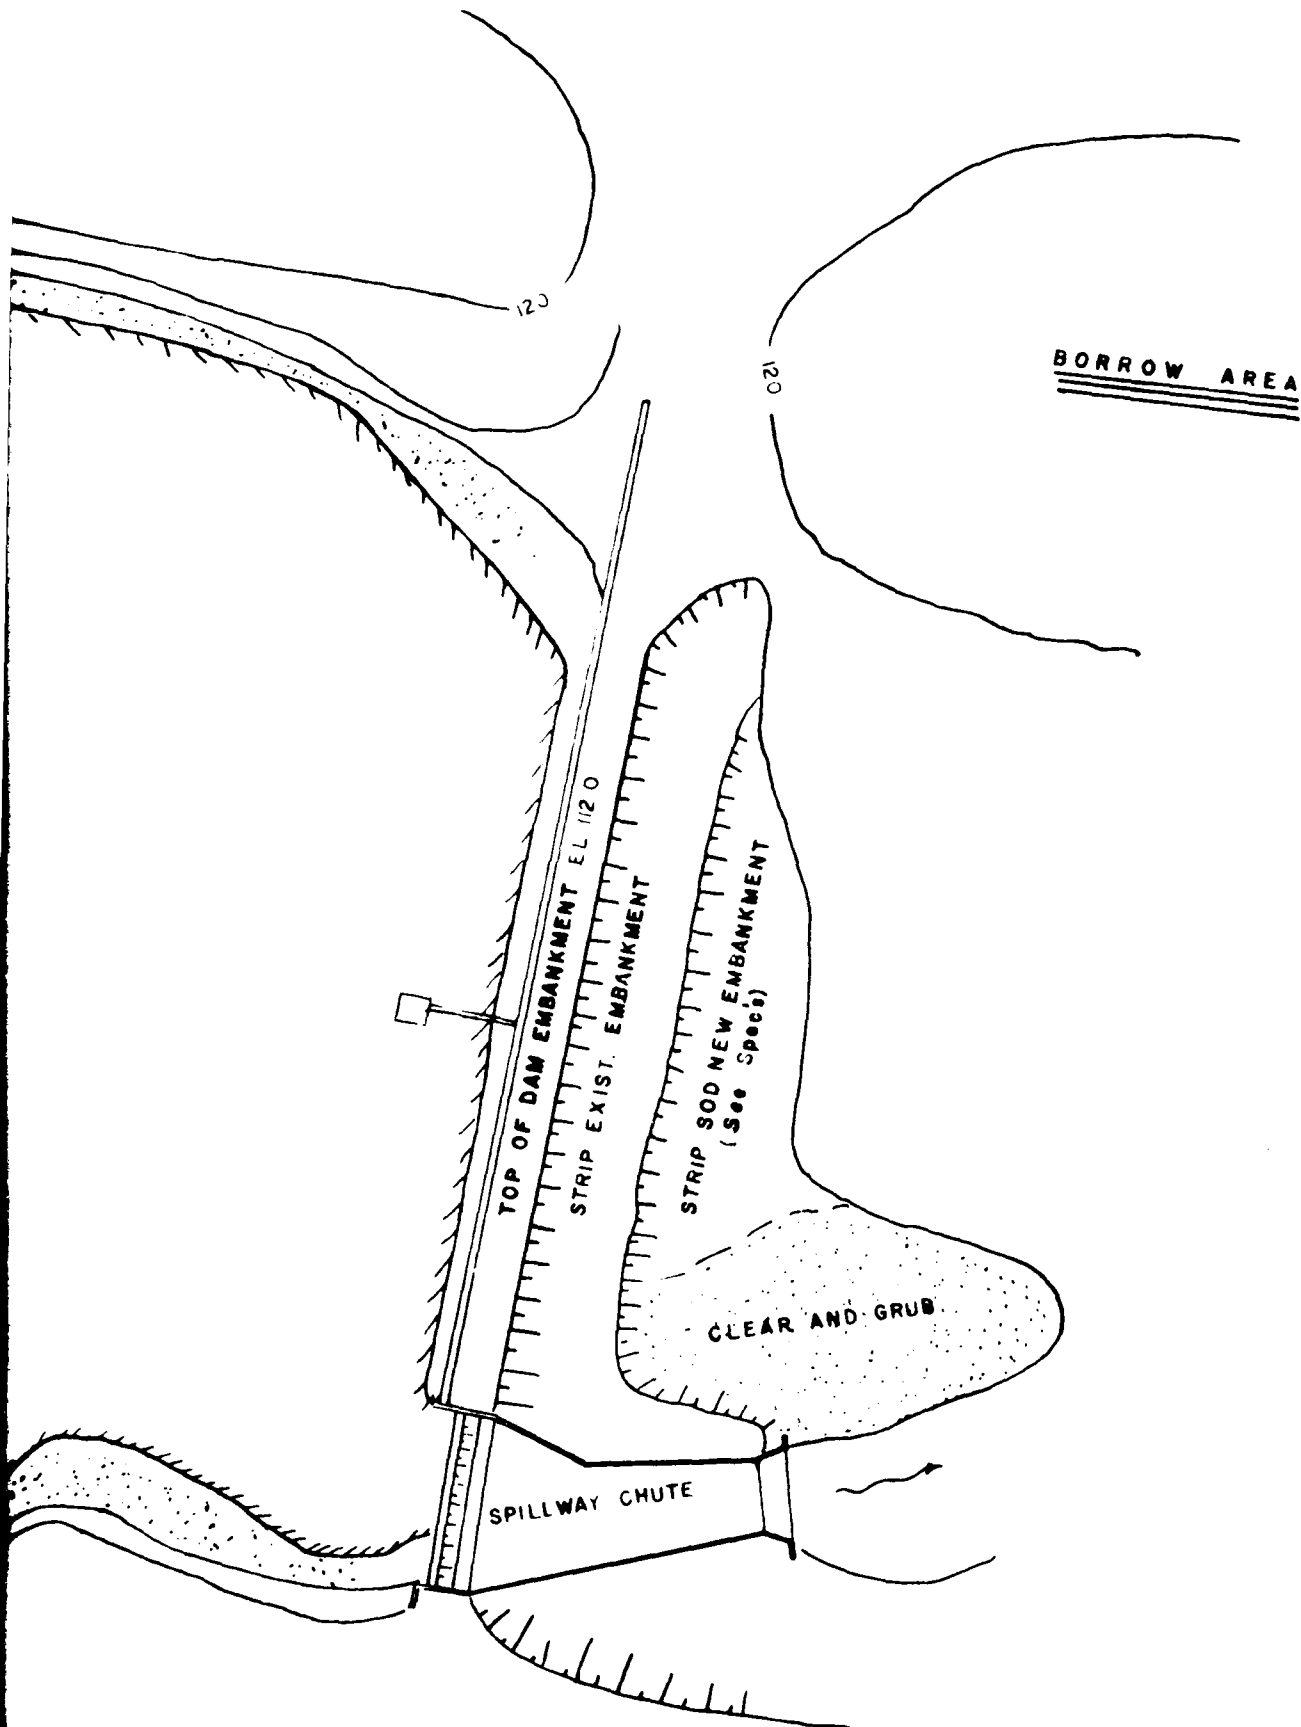 120
120
BORROW AREA
TOP OF DAM EMBANKMENT EL 112 0
STRIP EXIST. EMBANKMENT
STRIP SOD NEW EMBANKMENT
(See Spec's)
CLEAR AND GRUB
SPILLWAY CHUTE